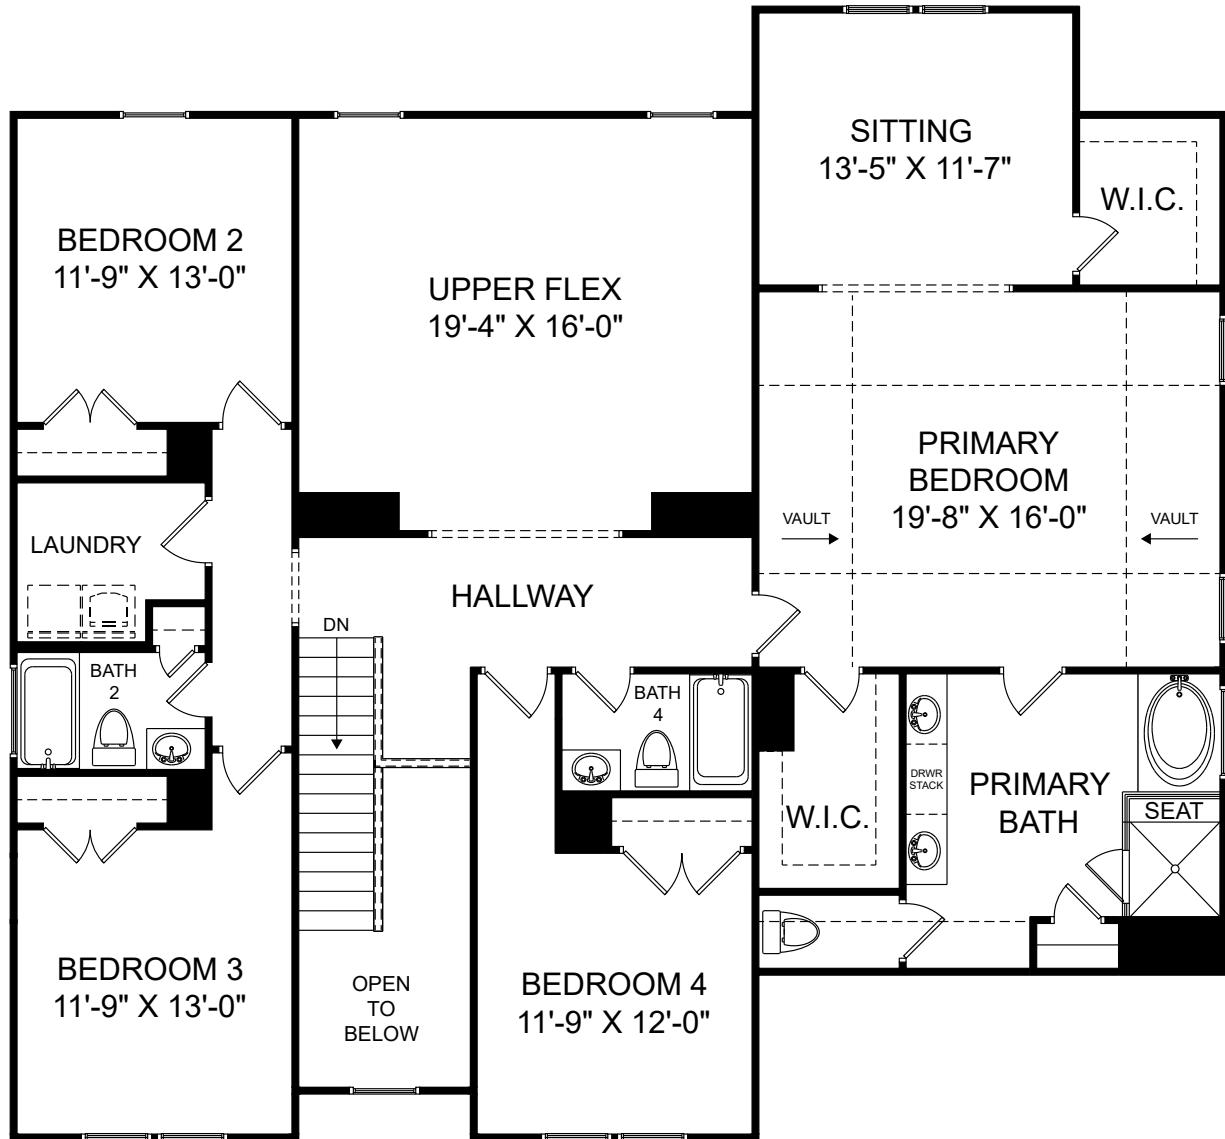 SITTING
13'-5" X 11'-7"
W.I.C.
BEDROOM 2
11'-9" X 13'-0"
UPPER FLEX
19'-4" X 16'-0"
PRIMARY
BEDROOM
19'-8" X 16'-0"
VAULT
VAULT
LAUNDRY
HALLWAY
DN
BATH
2
BATH
4
DRWR
STACK
PRIMARY
BATH
SEAT
W.I.C.
BEDROOM 3
11'-9" X 13'-0"
OPEN
TO
BELOW
BEDROOM 4
11'-9" X 12'-0"